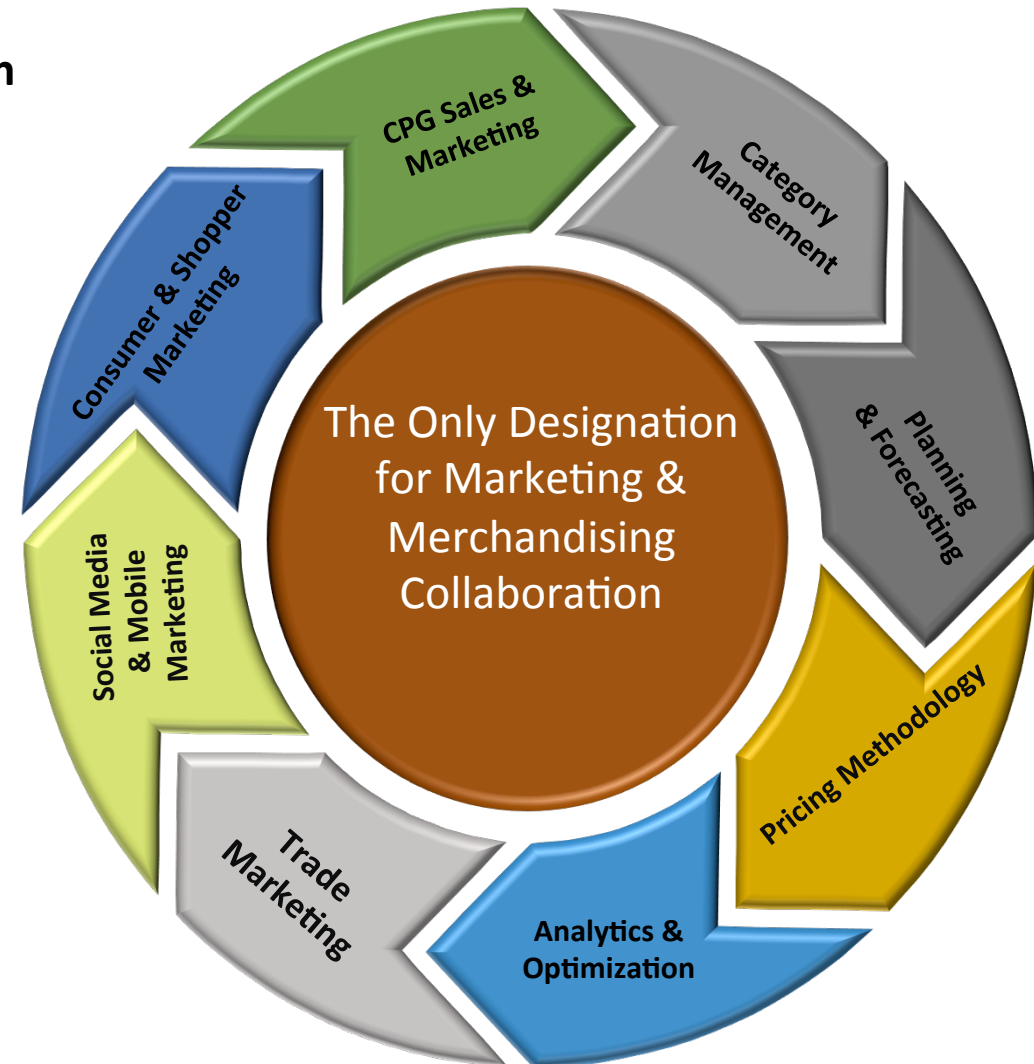 n
CPG Sales &
Marketing
Category
Management
Planning
& Forecasting
Pricing Methodology
Analytics &
Optimization
Trade
Marketing
Social Media
& Mobile
Marketing
Consumer & Shopper
Marketing
The Only Designation
for Marketing &
Merchandising
Collaboration